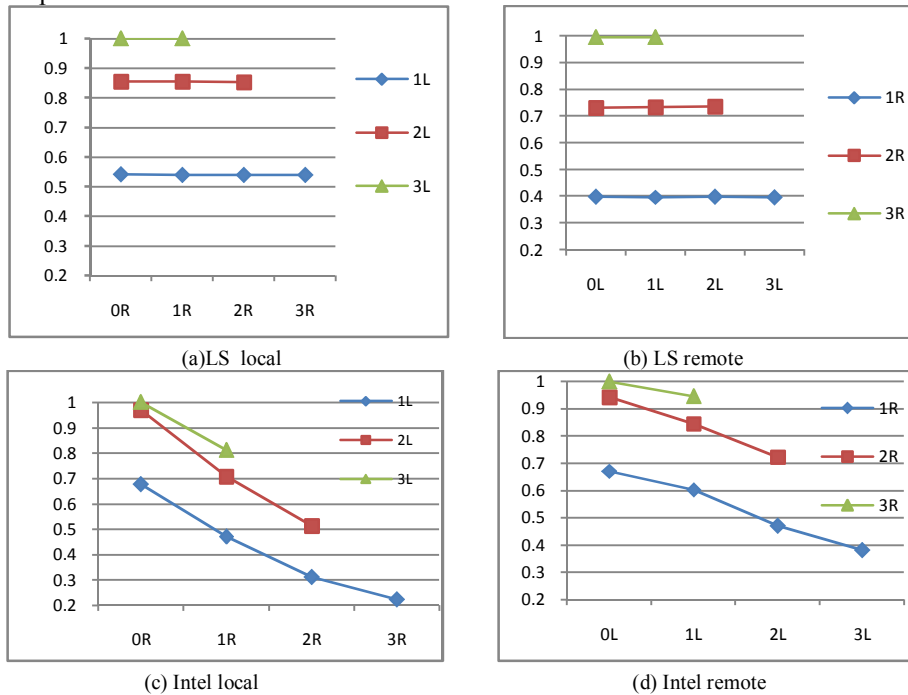 1
0.9
0.8
0.7
0.6
0.5
0.4
0.3
0.2
0R 1R 2R 3R
1L
2L
3L
(a)LS local
1
0.9
0.8
0.7
0.6
0.5
0.4
0.3
0.2
0L 1L 2L 3L
1R
2R
3R
(b) LS remote
1
0.9
0.8
0.7
0.6
0.5
0.4
0.3
0.2
0R 1R 2R 3R
1L
2L
3L
(c) Intel local
1
0.9
0.8
0.7
0.6
0.5
0.4
0.3
0.2
0L 1L 2L 3L
1R
2R
3R
(d) Intel remote